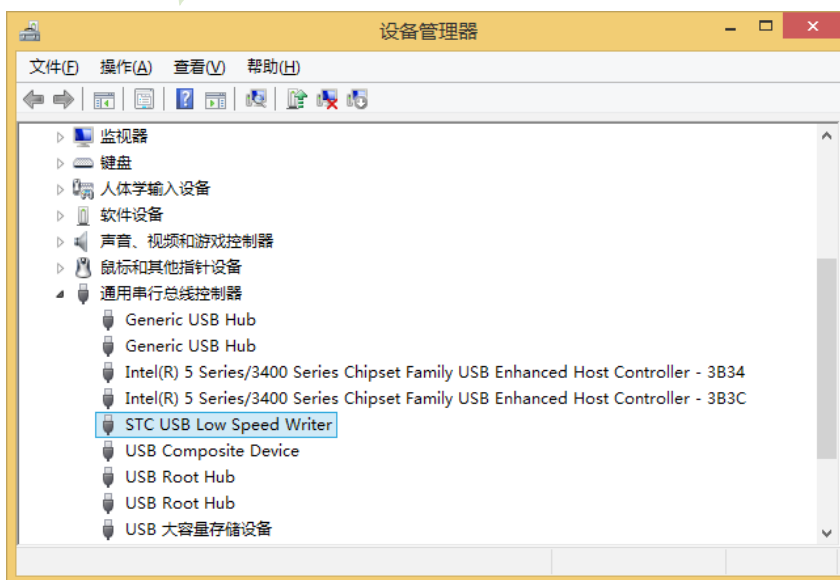 设备管理器
文件(F) 操作(A) 查看(V) 帮助(H)
监视器
键盘
人体学输入设备
软件设备
声音、视频和游戏控制器
鼠标和其他指针设备
通用串行总线控制器
Generic USB Hub
Generic USB Hub
Intel(R) 5 Series/3400 Series Chipset Family USB Enhanced Host Controller - 3B34
Intel(R) 5 Series/3400 Series Chipset Family USB Enhanced Host Controller - 3B3C
STC USB Low Speed Writer
USB Composite Device
USB Root Hub
USB Root Hub
USB 大容量存储设备